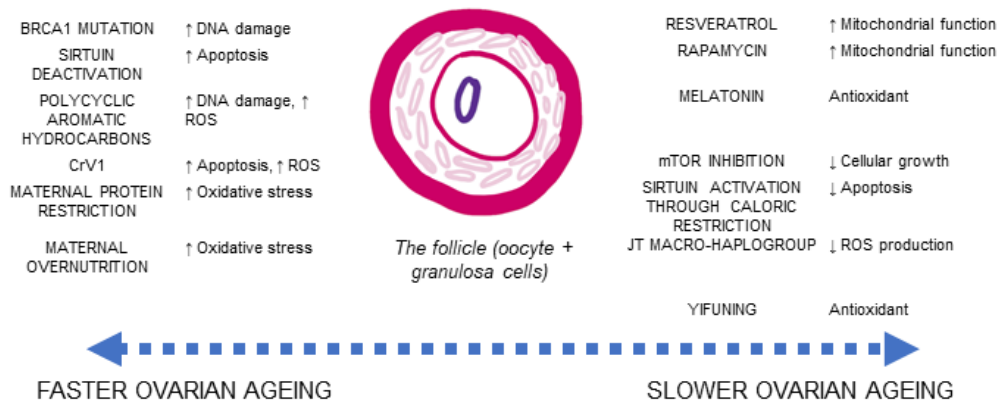 BRCA1 MUTATION ↑ DNA damage
SIRTUIN DEACTIVATION ↑ Apoptosis
POLYCYCLIC AROMATIC HYDROCARBONS ↑ DNA damage, ↑ ROS
CrV1 ↑ Apoptosis, ↑ ROS
MATERNAL PROTEIN RESTRICTION ↑ Oxidative stress
MATERNAL OVERNUTRITION ↑ Oxidative stress
The follicle (oocyte +
granulosa cells)
RESVERATROL ↑ Mitochondrial function
RAPAMYCIN ↑ Mitochondrial function
MELATONIN Antioxidant
mTOR INHIBITION ↓ Cellular growth
SIRTUIN ACTIVATION THROUGH CALORIC RESTRICTION ↓ Apoptosis
JT MACRO-HAPLOGROUP ↓ ROS production
YIFUNING Antioxidant
FASTER OVARIAN AGEING
SLOWER OVARIAN AGEING